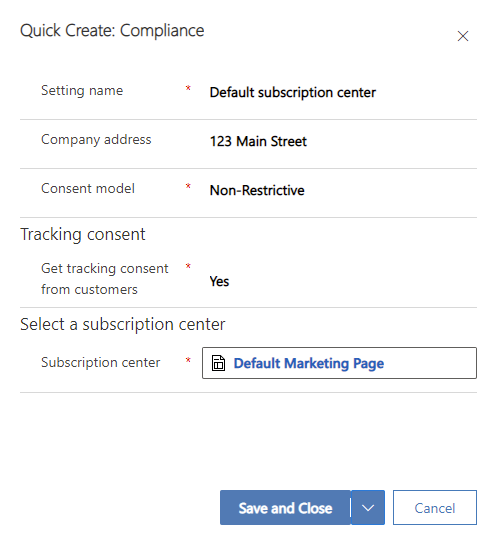 Quick Create: Compliance
Setting name * Default subscription center
Company address 123 Main Street
Consent model * Non-Restrictive
Tracking consent
Get tracking consent * Yes
from customers
Select a subscription center
Subscription center * Default Marketing Page
Save and Close Cancel